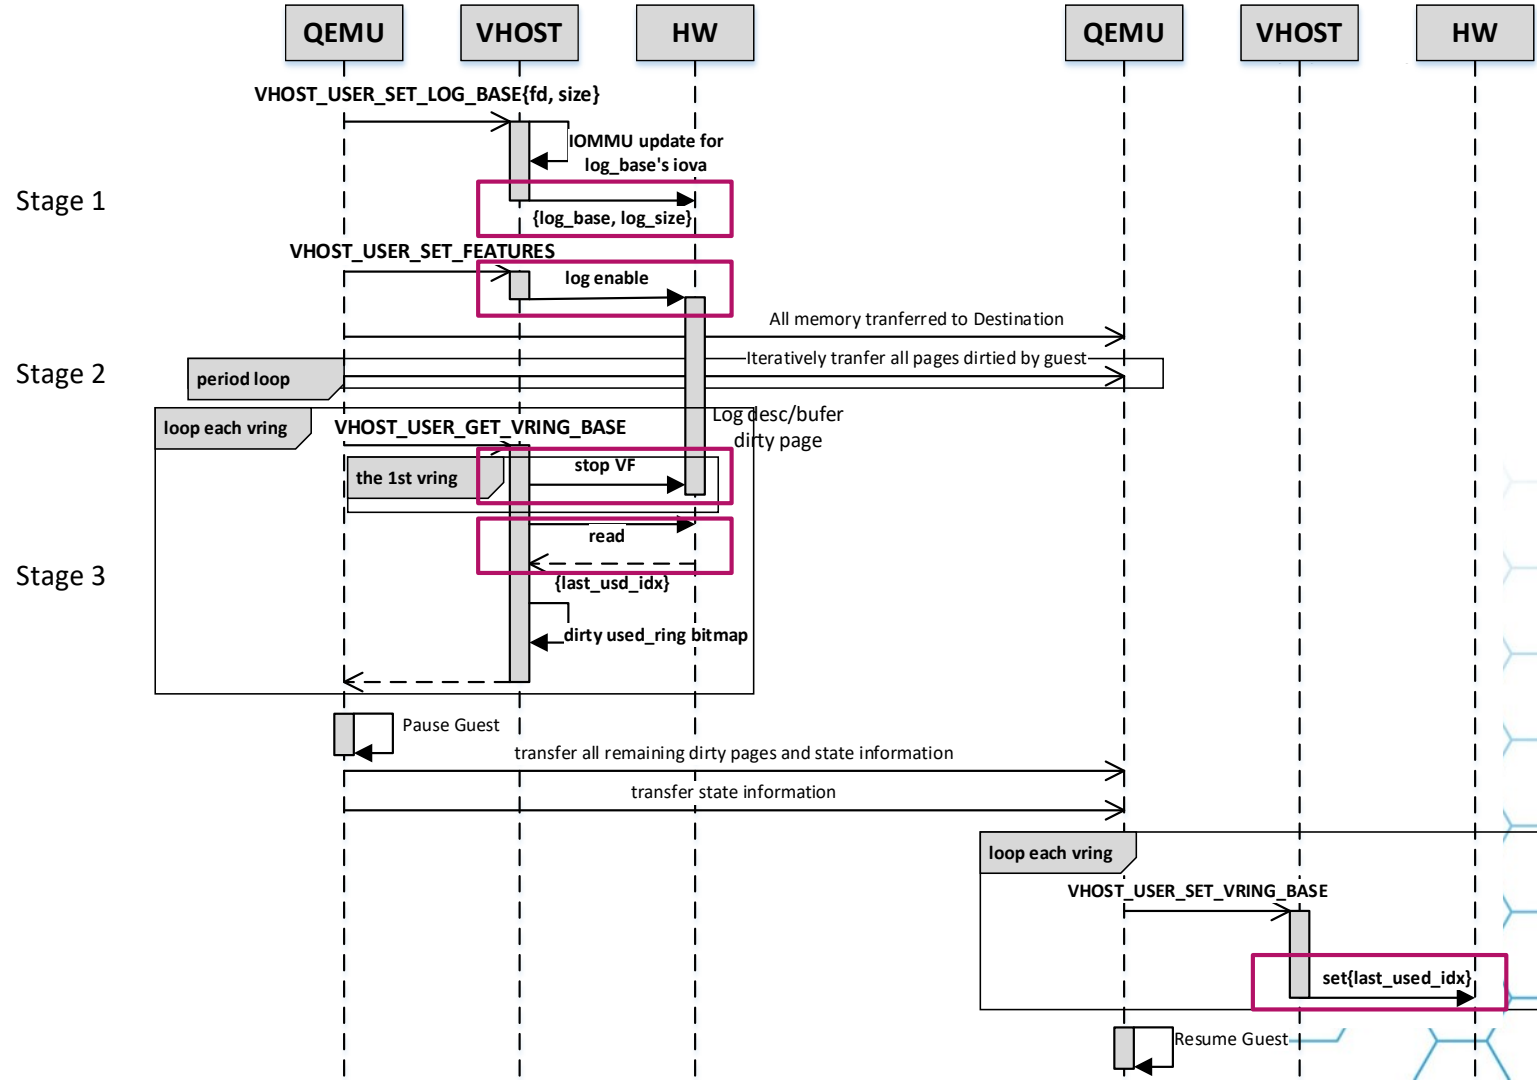 QEMU VHOST HW QEMU VHOST HW
VHOST_USER_SET_LOG_BASE{fd, size}
IOMMU update for
log_base's iova
Stage 1
{log_base, log_size}
VHOST_USER_SET_FEATURES
log enable
All memory tranferred to Destination
Iteratively tranfer all pages dirtied by guest
Stage 2
period loop
Log desc/bufer
dirty page
loop each vring
VHOST_USER_GET_VRING_BASE
stop VF
the 1st vring
read
Stage 3
{last_usd_idx}
dirty used_ring bitmap
Pause Guest
transfer all remaining dirty pages and state information
transfer state information
loop each vring
VHOST_USER_SET_VRING_BASE
set{last_used_idx}
Resume Guest